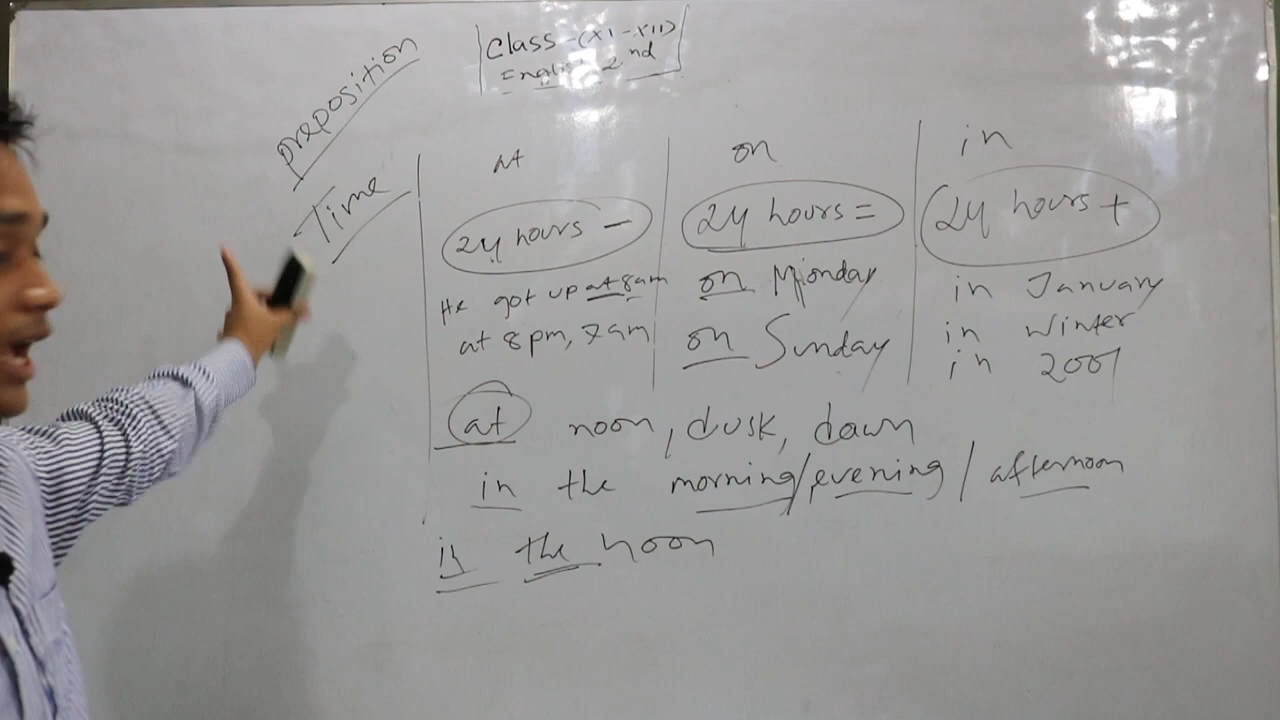 Class-(XI-XII)
English 2nd
preposition
Time
at
24 hours −
He got up at 8am
at 8pm, 7am
on
24 hours =
on Monday
on Sunday
in
24 hours +
in January
in Winter
in 2001
at noon, dusk, dawn
in the morning/evening/afternoon
in the noon